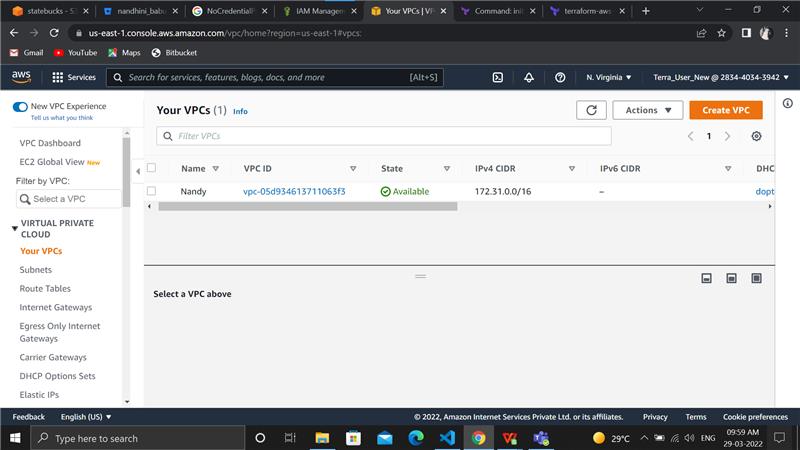 statebucks - S3
nandhini_babu
NoCredentialP
IAM Managem
Your VPCs | VP
Command: init
terraform-aws
us-east-1.console.aws.amazon.com/vpc/home?region=us-east-1#vpcs:
Gmail YouTube Maps Bitbucket
aws Services Search for services, features, blogs, docs, and more [Alt+S] N. Virginia Terra_User_New @ 2834-4034-3942
New VPC Experience
Tell us what you think
VPC Dashboard
EC2 Global View New
Filter by VPC:
Select a VPC
VIRTUAL PRIVATE
CLOUD
Your VPCs
Subnets
Route Tables
Internet Gateways
Egress Only Internet
Gateways
Carrier Gateways
DHCP Options Sets
Elastic IPs
Your VPCs (1) Info
Actions Create VPC
Filter VPCs
1
Name VPC ID State IPv4 CIDR IPv6 CIDR DHC
Nandy vpc-05d934613711063f3 Available 172.31.0.0/16 – dopt
Select a VPC above
Feedback English (US) © 2022, Amazon Internet Services Private Ltd. or its affiliates. Privacy Terms Cookie preferences
Type here to search
29°C ENG 09:59 AM
29-03-2022